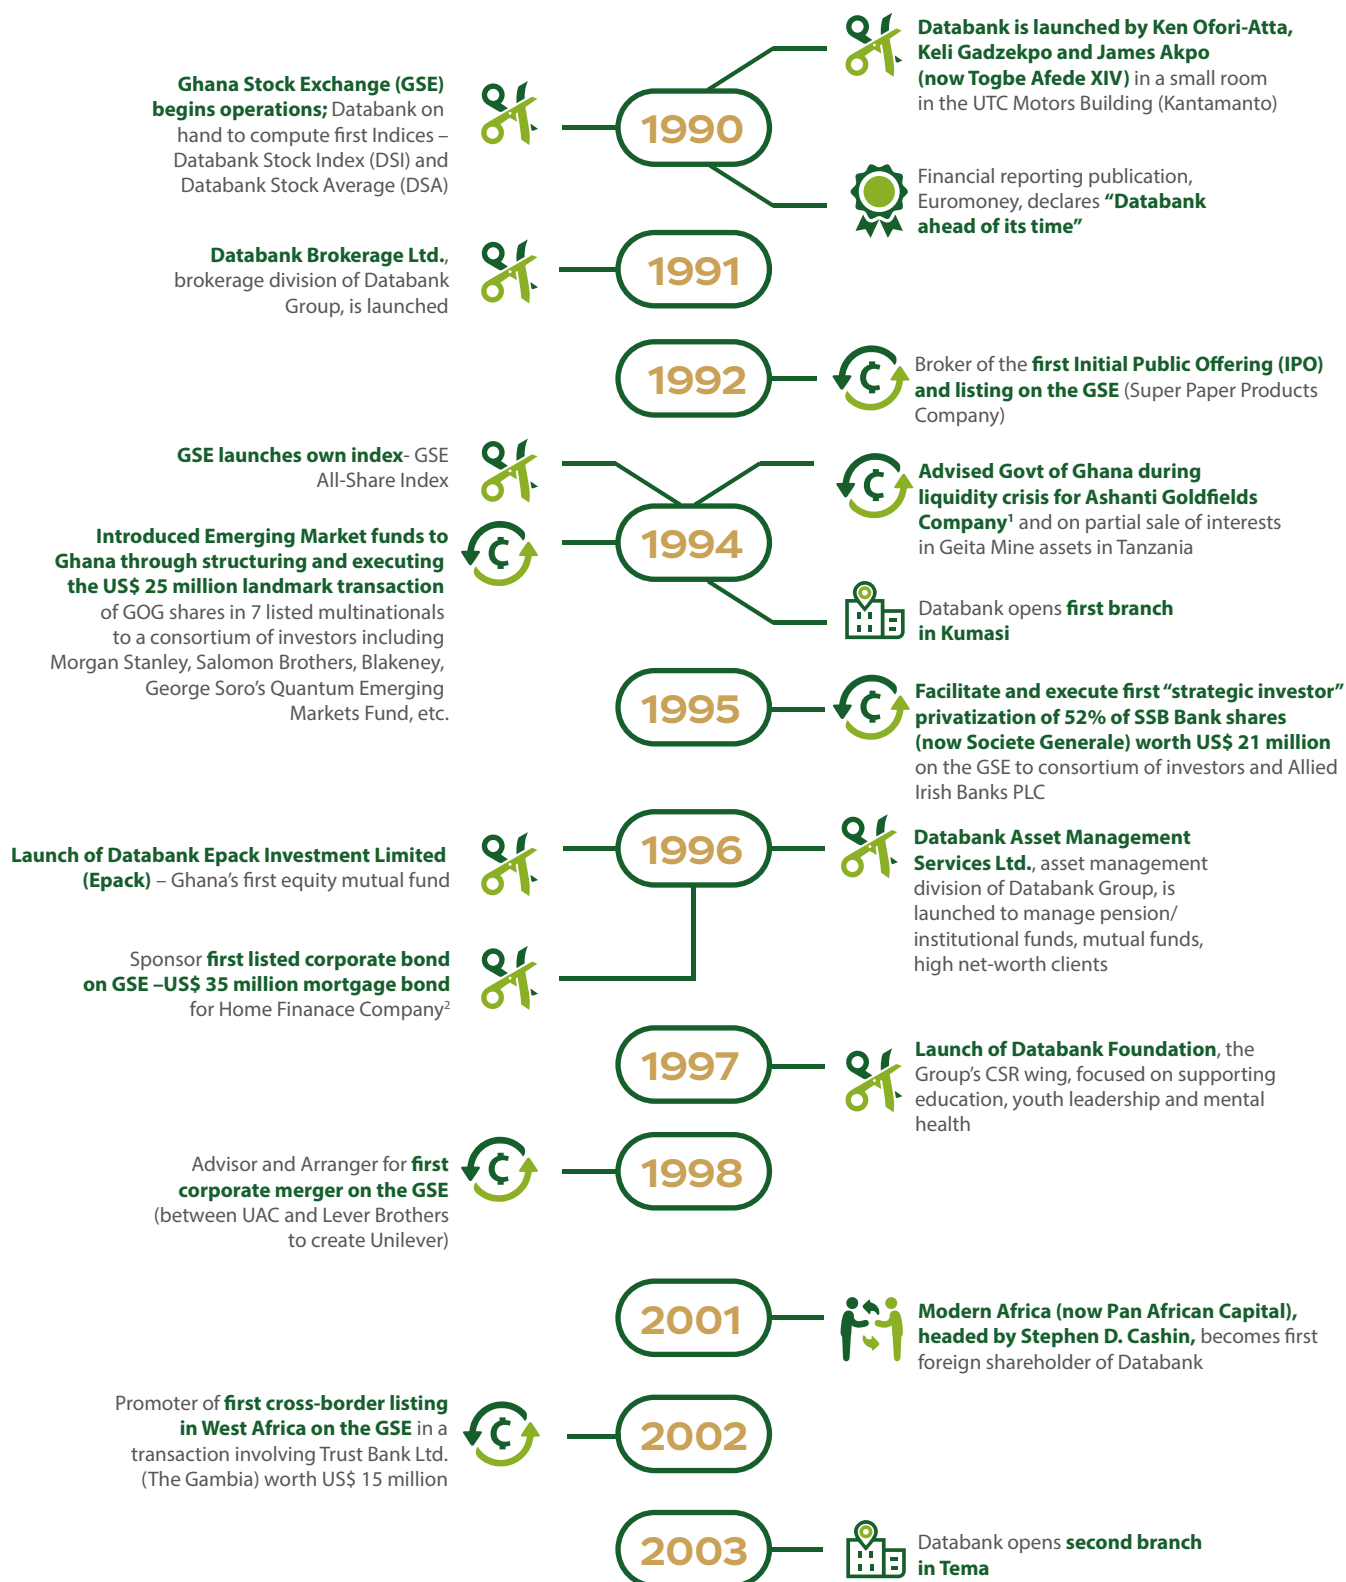 Databank is launched by Ken Ofori-Atta,
Keli Gadzekpo and James Akpo
(now Togbe Afede XIV) in a small room
in the UTC Motors Building (Kantamanto)
Ghana Stock Exchange (GSE)
begins operations; Databank on
hand to compute first Indices –
Databank Stock Index (DSI) and
Databank Stock Average (DSA)
1990
Financial reporting publication,
Euromoney, declares “Databank
ahead of its time”
Databank Brokerage Ltd.,
brokerage division of Databank
Group, is launched
1991
1992
Broker of the first Initial Public Offering (IPO)
and listing on the GSE (Super Paper Products
Company)
GSE launches own index- GSE
All-Share Index
Advised Govt of Ghana during
liquidity crisis for Ashanti Goldfields
Company¹ and on partial sale of interests
in Geita Mine assets in Tanzania
1994
Introduced Emerging Market funds to
Ghana through structuring and executing
the US$ 25 million landmark transaction
of GOG shares in 7 listed multinationals
to a consortium of investors including
Morgan Stanley, Salomon Brothers, Blakeney,
George Soro’s Quantum Emerging
Markets Fund, etc.
Databank opens first branch
in Kumasi
1995
Facilitate and execute first “strategic investor”
privatization of 52% of SSB Bank shares
(now Societe Generale) worth US$ 21 million
on the GSE to consortium of investors and Allied
Irish Banks PLC
1996
Launch of Databank Epack Investment Limited
(Epack) – Ghana’s first equity mutual fund
Databank Asset Management
Services Ltd., asset management
division of Databank Group, is
launched to manage pension/
institutional funds, mutual funds,
high net-worth clients
Sponsor first listed corporate bond
on GSE –US$ 35 million mortgage bond
for Home Finanace Company²
1997
Launch of Databank Foundation, the
Group’s CSR wing, focused on supporting
education, youth leadership and mental
health
1998
Advisor and Arranger for first
corporate merger on the GSE
(between UAC and Lever Brothers
to create Unilever)
2001
Modern Africa (now Pan African Capital),
headed by Stephen D. Cashin, becomes first
foreign shareholder of Databank
Promoter of first cross-border listing
in West Africa on the GSE in a
transaction involving Trust Bank Ltd.
(The Gambia) worth US$ 15 million
2002
2003
Databank opens second branch
in Tema